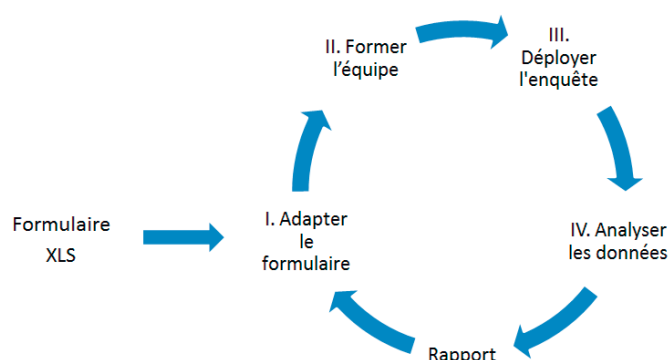 Formulaire
XLS
I. Adapter
le
formulaire
II. Former
l'équipe
III.
Déployer
l'enquête
IV. Analyser
les données
Rapport